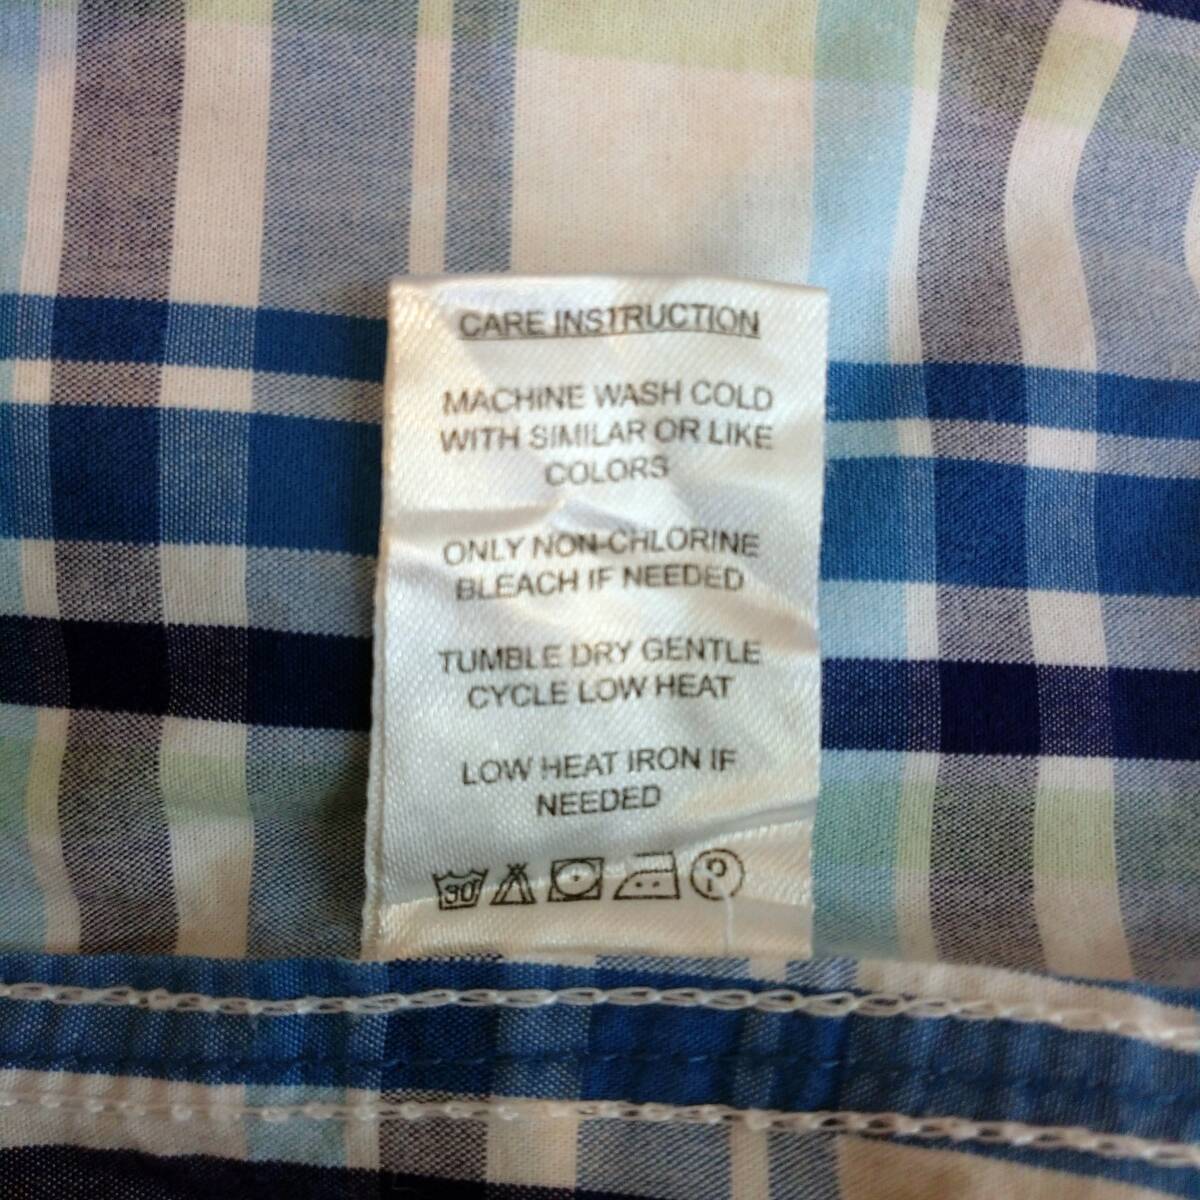 CARE INSTRUCTION
MACHINE WASH COLD
WITH SIMILAR OR LIKE
COLORS
ONLY NON-CHLORINE
BLEACH IF NEEDED
TUMBLE DRY GENTLE
CYCLE LOW HEAT
LOW HEAT IRON IF
NEEDED
30 P